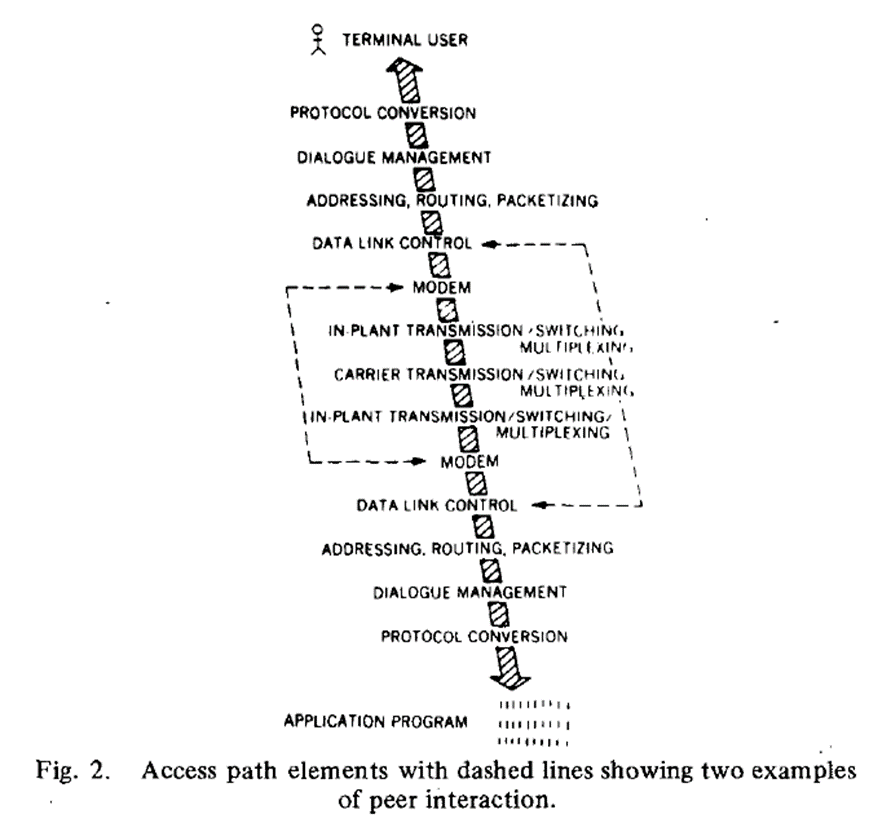 TERMINAL USER
PROTOCOL CONVERSION
DIALOGUE MANAGEMENT
ADDRESSING, ROUTING, PACKETIZING
DATA LINK CONTROL
MODEM
IN-PLANT TRANSMISSION/SWITCHING
MULTIPLEXING
CARRIER TRANSMISSION/SWITCHING
MULTIPLEXING
IN-PLANT TRANSMISSION/SWITCHING/
MULTIPLEXING
MODEM
DATA LINK CONTROL
ADDRESSING, ROUTING, PACKETIZING
DIALOGUE MANAGEMENT
PROTOCOL CONVERSION
APPLICATION PROGRAM
Fig. 2. Access path elements with dashed lines showing two examples
of peer interaction.